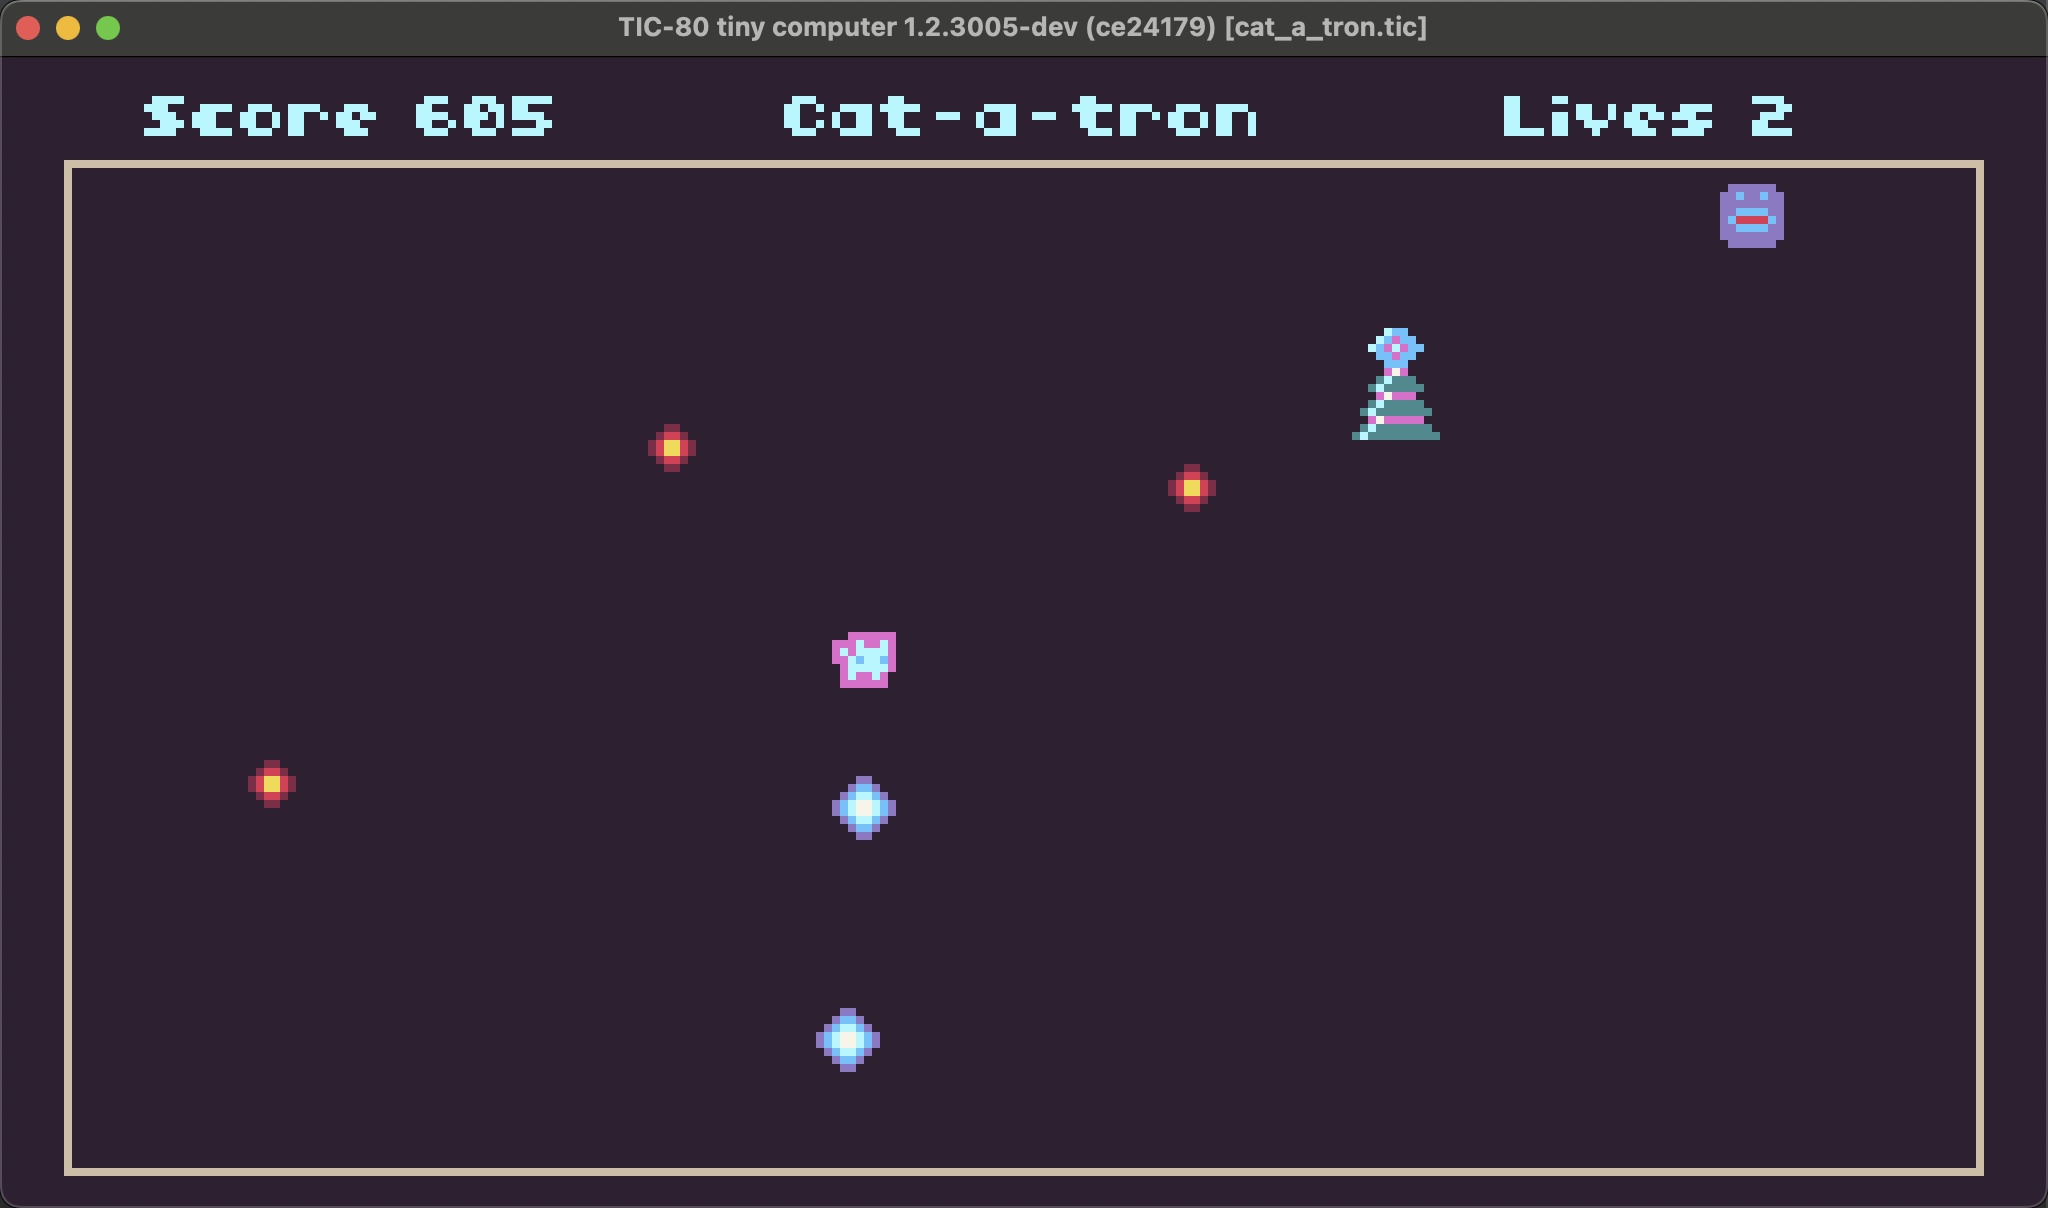 TIC-80 tiny computer 1.2.3005-dev (ce24179) [cat_a_tron.tic]
Score 605 Cat-a-tron Lives 2